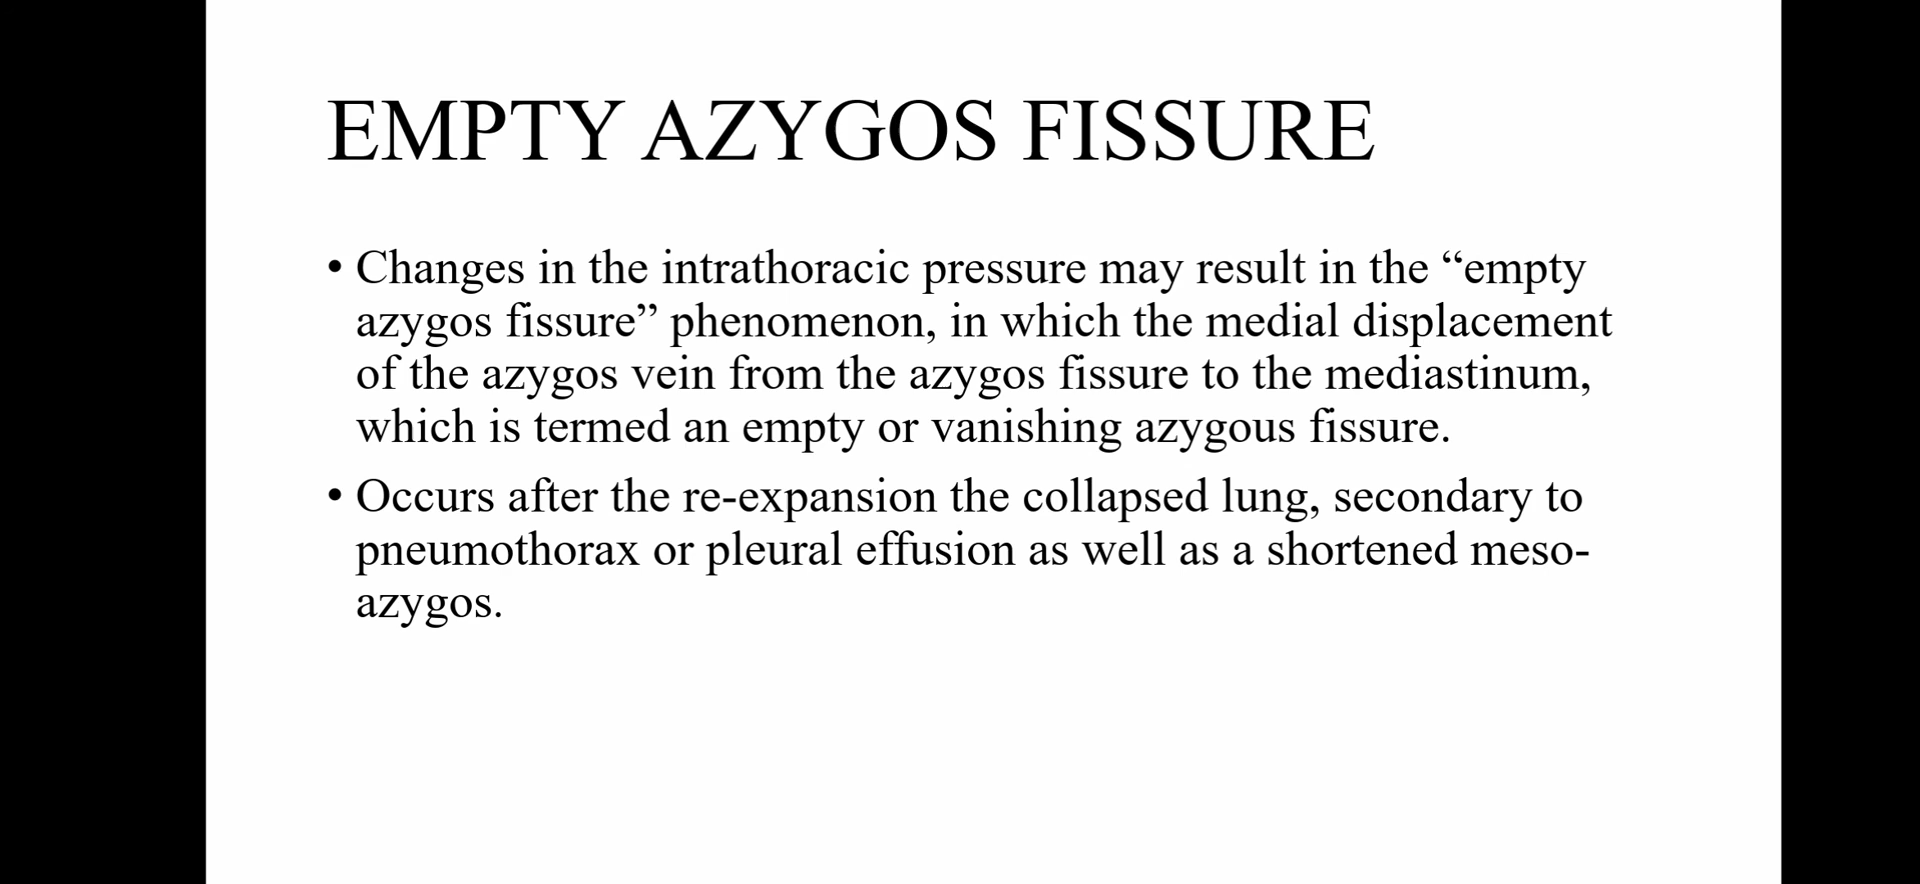 EMPTY AZYGOS FISSURE
• Changes in the intrathoracic pressure may result in the “empty
azygos fissure” phenomenon, in which the medial displacement
of the azygos vein from the azygos fissure to the mediastinum,
which is termed an empty or vanishing azygous fissure.
• Occurs after the re-expansion the collapsed lung, secondary to
pneumothorax or pleural effusion as well as a shortened meso-
azygos.